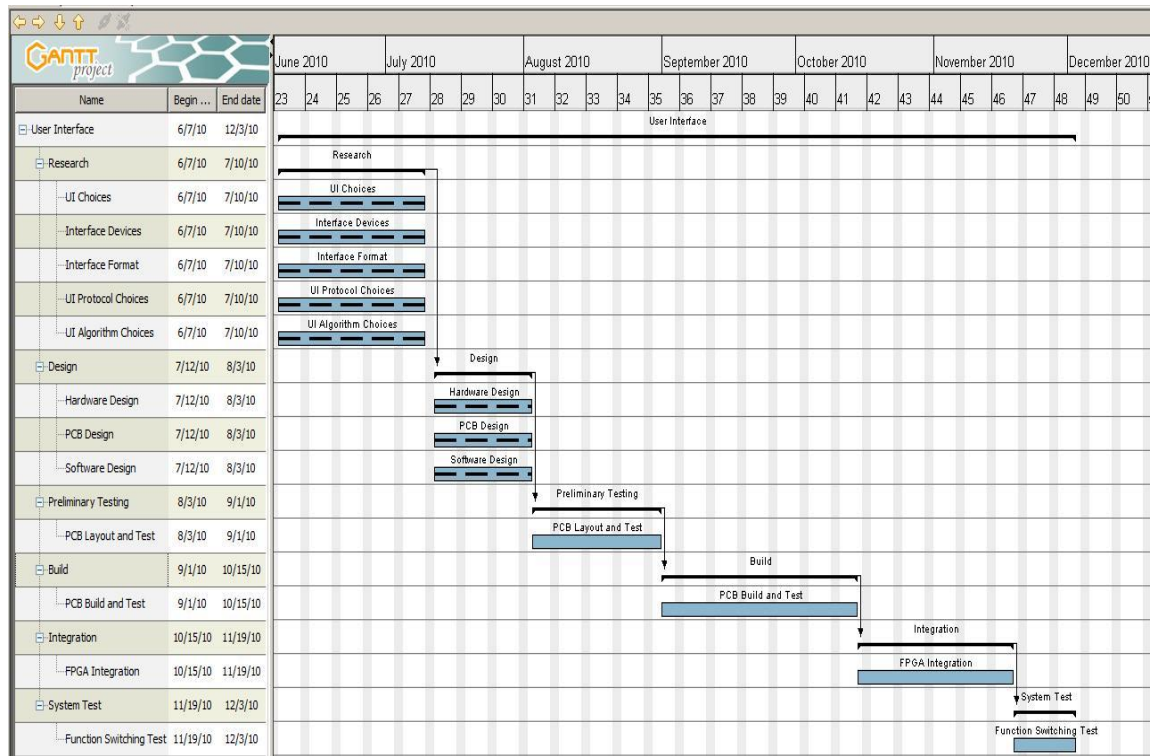 GANTT
project
June 2010 July 2010 August 2010 September 2010 October 2010 November 2010 December 2010
Name Begin ... End date 23 24 25 26 27 28 29 30 31 32 33 34 35 36 37 38 39 40 41 42 43 44 45 46 47 48 49 50
User Interface 6/7/10 12/3/10 User Interface
Research 6/7/10 7/10/10 Research
UI Choices 6/7/10 7/10/10 UI Choices
Interface Devices 6/7/10 7/10/10 Interface Devices
Interface Format 6/7/10 7/10/10 Interface Format
UI Protocol Choices 6/7/10 7/10/10 UI Protocol Choices
UI Algorithm Choices 6/7/10 7/10/10 UI Algorithm Choices
Design 7/12/10 8/3/10 Design
Hardware Design 7/12/10 8/3/10 Hardware Design
PCB Design 7/12/10 8/3/10 PCB Design
Software Design 7/12/10 8/3/10 Software Design
Preliminary Testing 8/3/10 9/1/10 Preliminary Testing
PCB Layout and Test 8/3/10 9/1/10 PCB Layout and Test
Build 9/1/10 10/15/10 Build
PCB Build and Test 9/1/10 10/15/10 PCB Build and Test
Integration 10/15/10 11/19/10 Integration
FPGA Integration 10/15/10 11/19/10 FPGA Integration
System Test 11/19/10 12/3/10 System Test
Function Switching Test 11/19/10 12/3/10 Function Switching Test